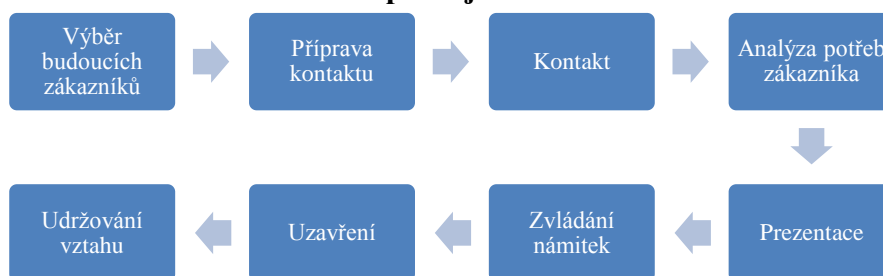 Výběr
budoucích
zákazníků
Příprava
kontaktu
Kontakt
Analýza potřeb
zákazníka
Prezentace
Zvládání
námitek
Uzavření
Udržování
vztahu